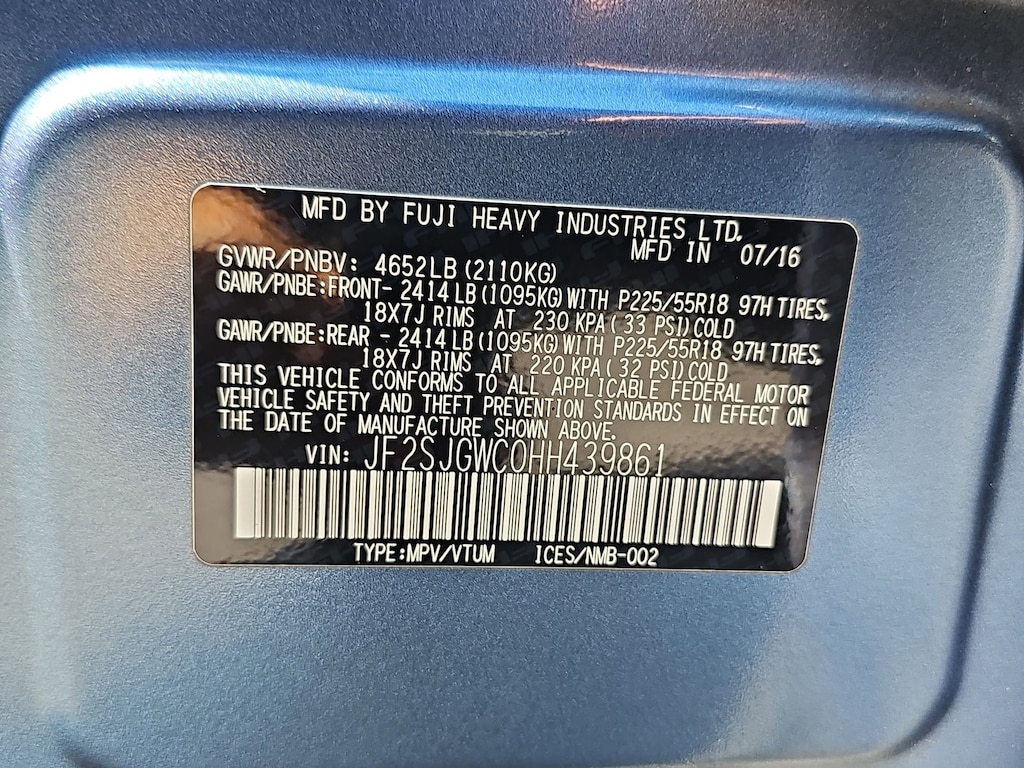 MFD BY FUJI HEAVY INDUSTRIES LTD.
MFD IN 07/16
GVWR/PNBV: 4652LB (2110KG)
GAWR/PNBE:FRONT- 2414LB (1095KG) WITH P225/55R18 97H TIRES,
18X7J RIMS AT 230 KPA (33 PSI) COLD
GAWR/PNBE:REAR - 2414LB (1095KG) WITH P225/55R18 97H TIRES,
18X7J RIMS AT 220 KPA (32 PSI) COLD
THIS VEHICLE CONFORMS TO ALL APPLICABLE FEDERAL MOTOR
VEHICLE SAFETY AND THEFT PREVENTION STANDARDS IN EFFECT ON
THE DATE OF MANUFACTURE SHOWN ABOVE.
VIN: JF2SJGWC0HH439861
TYPE:MPV/VTUM ICES/NMB-002